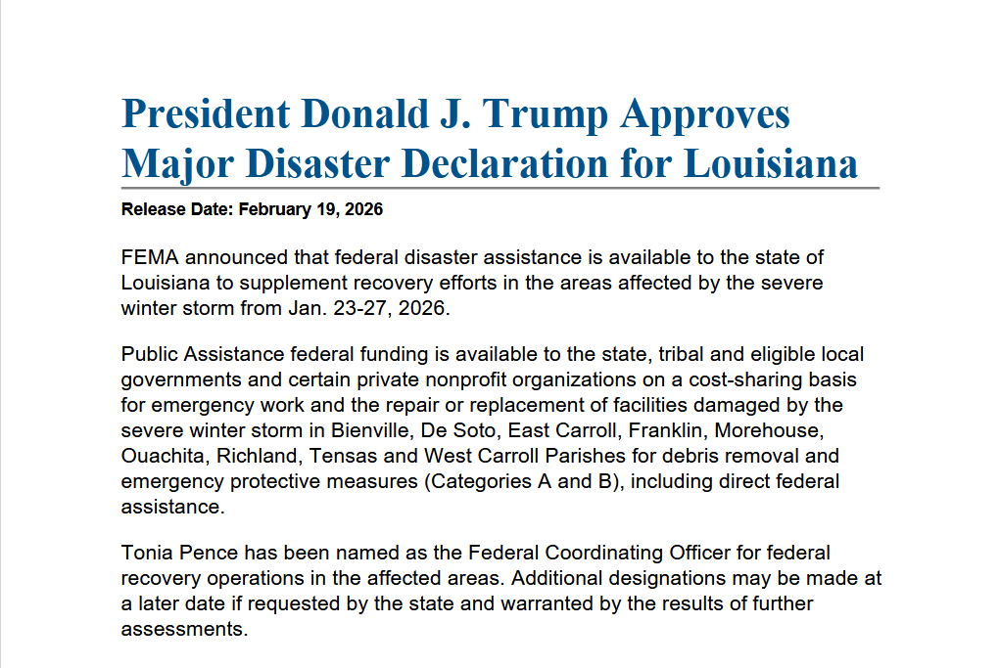 President Donald J. Trump Approves
Major Disaster Declaration for Louisiana
Release Date: February 19, 2026
FEMA announced that federal disaster assistance is available to the state of
Louisiana to supplement recovery efforts in the areas affected by the severe
winter storm from Jan. 23-27, 2026.
Public Assistance federal funding is available to the state, tribal and eligible local
governments and certain private nonprofit organizations on a cost-sharing basis
for emergency work and the repair or replacement of facilities damaged by the
severe winter storm in Bienville, De Soto, East Carroll, Franklin, Morehouse,
Ouachita, Richland, Tensas and West Carroll Parishes for debris removal and
emergency protective measures (Categories A and B), including direct federal
assistance.
Tonia Pence has been named as the Federal Coordinating Officer for federal
recovery operations in the affected areas. Additional designations may be made at
a later date if requested by the state and warranted by the results of further
assessments.